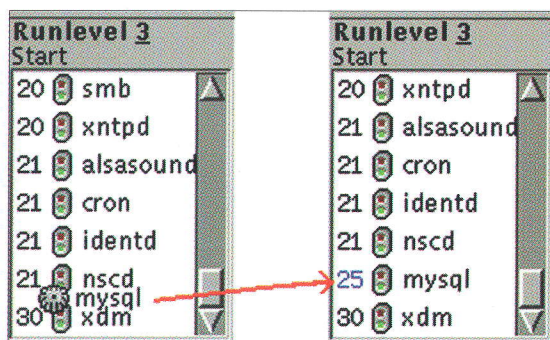 Runlevel 3
Start
20 smb
20 xntpd
21 alsasound
21 cron
21 identd
21 nscd
mysql
30 xdm
Runlevel 3
Start
20 xntpd
21 alsasound
21 cron
21 identd
21 nscd
25 mysql
30 xdm